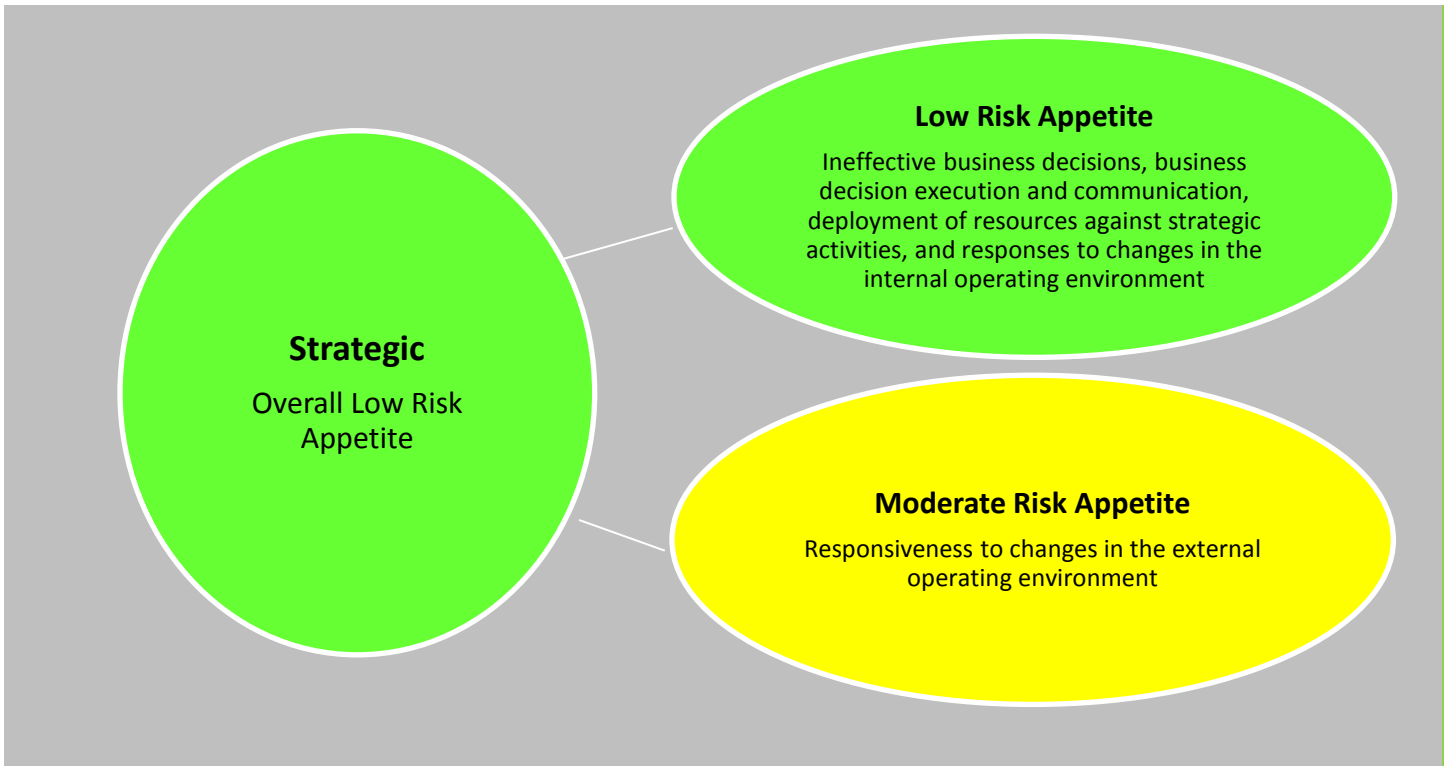 Strategic
Overall Low Risk
Appetite
Low Risk Appetite
Ineffective business decisions, business
decision execution and communication,
deployment of resources against strategic
activities, and responses to changes in the
internal operating environment
Moderate Risk Appetite
Responsiveness to changes in the external
operating environment